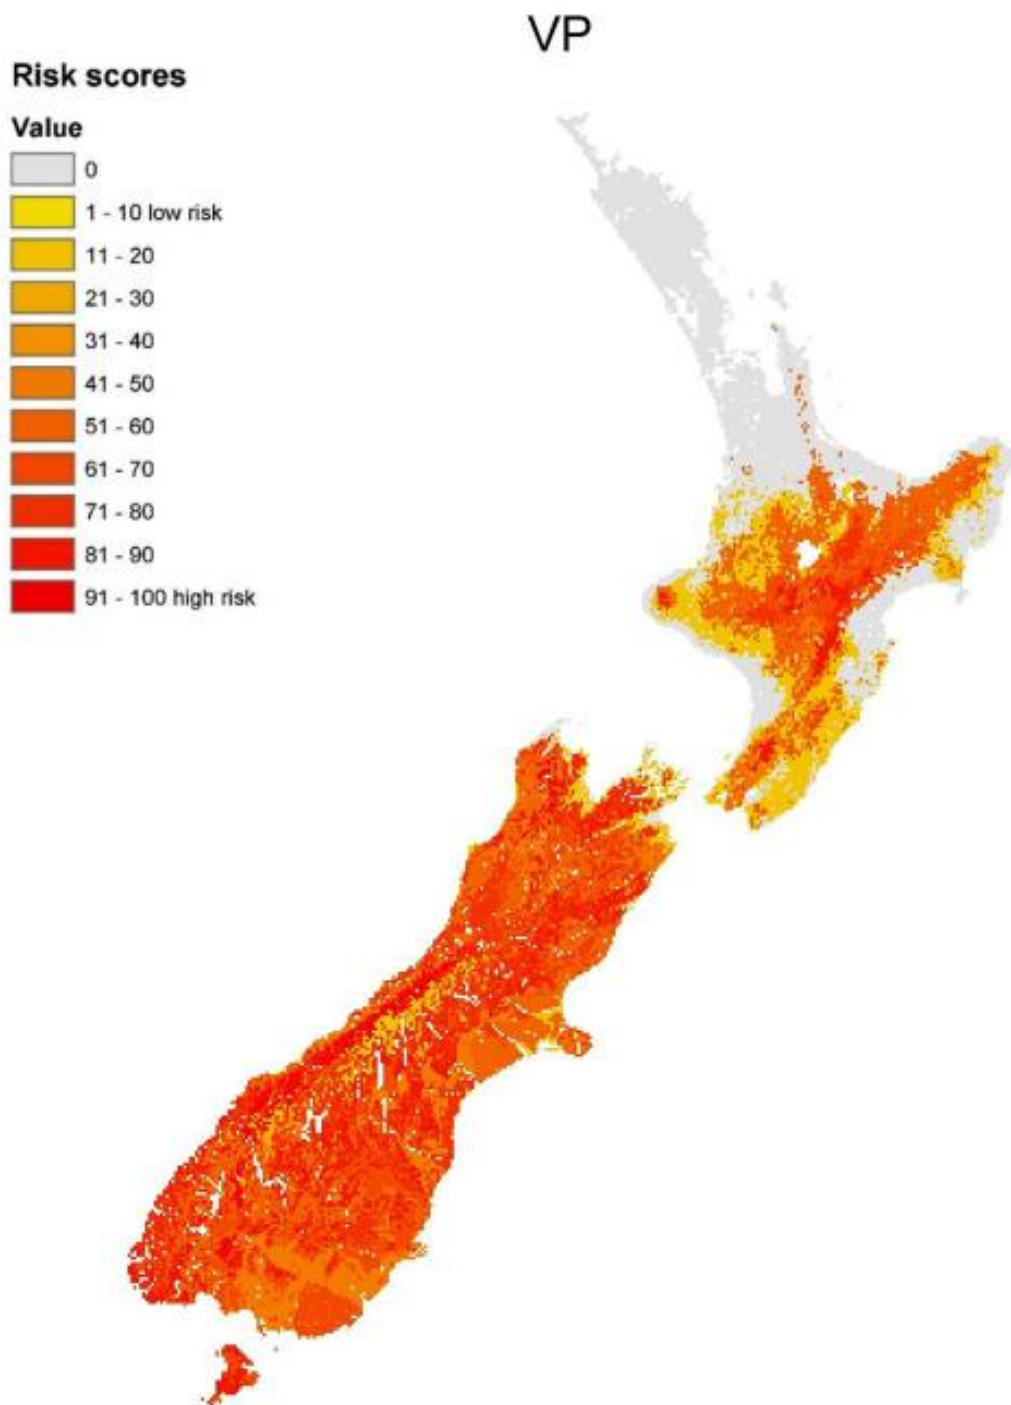 VP
Risk scores
Value
0
1 - 10 low risk
11 - 20
21 - 30
31 - 40
41 - 50
51 - 60
61 - 70
71 - 80
81 - 90
91 - 100 high risk